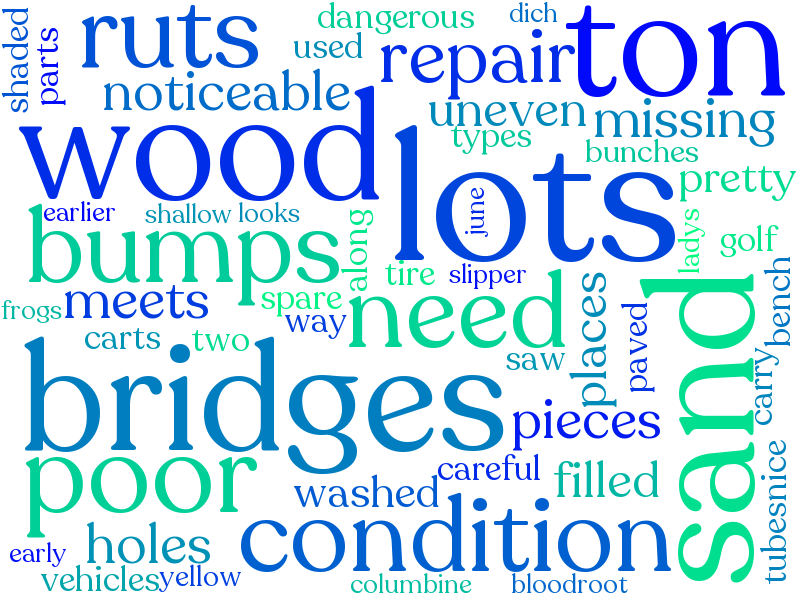 shaded
parts
ruts
dangerous
dich
used
repair
ton
noticeable
uneven
missing
wood
types
bunches
lots
pretty
earlier
shallow
looks
june
ladys
golf
bumps
along
tire
slipper
frogs
meets
spare
way
need
places
paved
sand
bench
carts
two
saw
carry
bridges
pieces
poor
careful
filled
washed
condition
tubes
nice
holes
early
vehicles
yellow
columbine
bloodroot